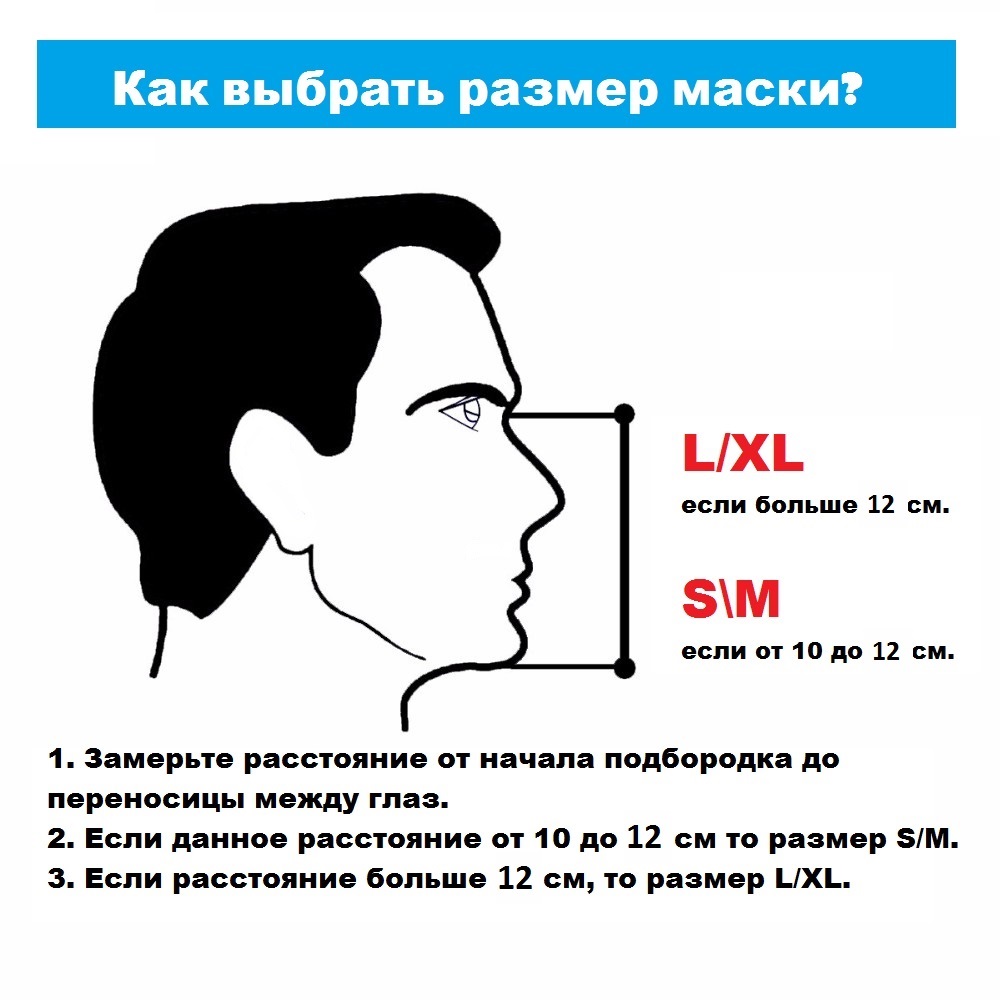 Как выбрать размер маски?
L/XL
если больше 12 см.
S\M
если от 10 до 12 см.
1. Замерьте расстояние от начала подбородка до
переносицы между глаз.
2. Если данное расстояние от 10 до 12 см то размер S/M.
3. Если расстояние больше 12 см, то размер L/XL.